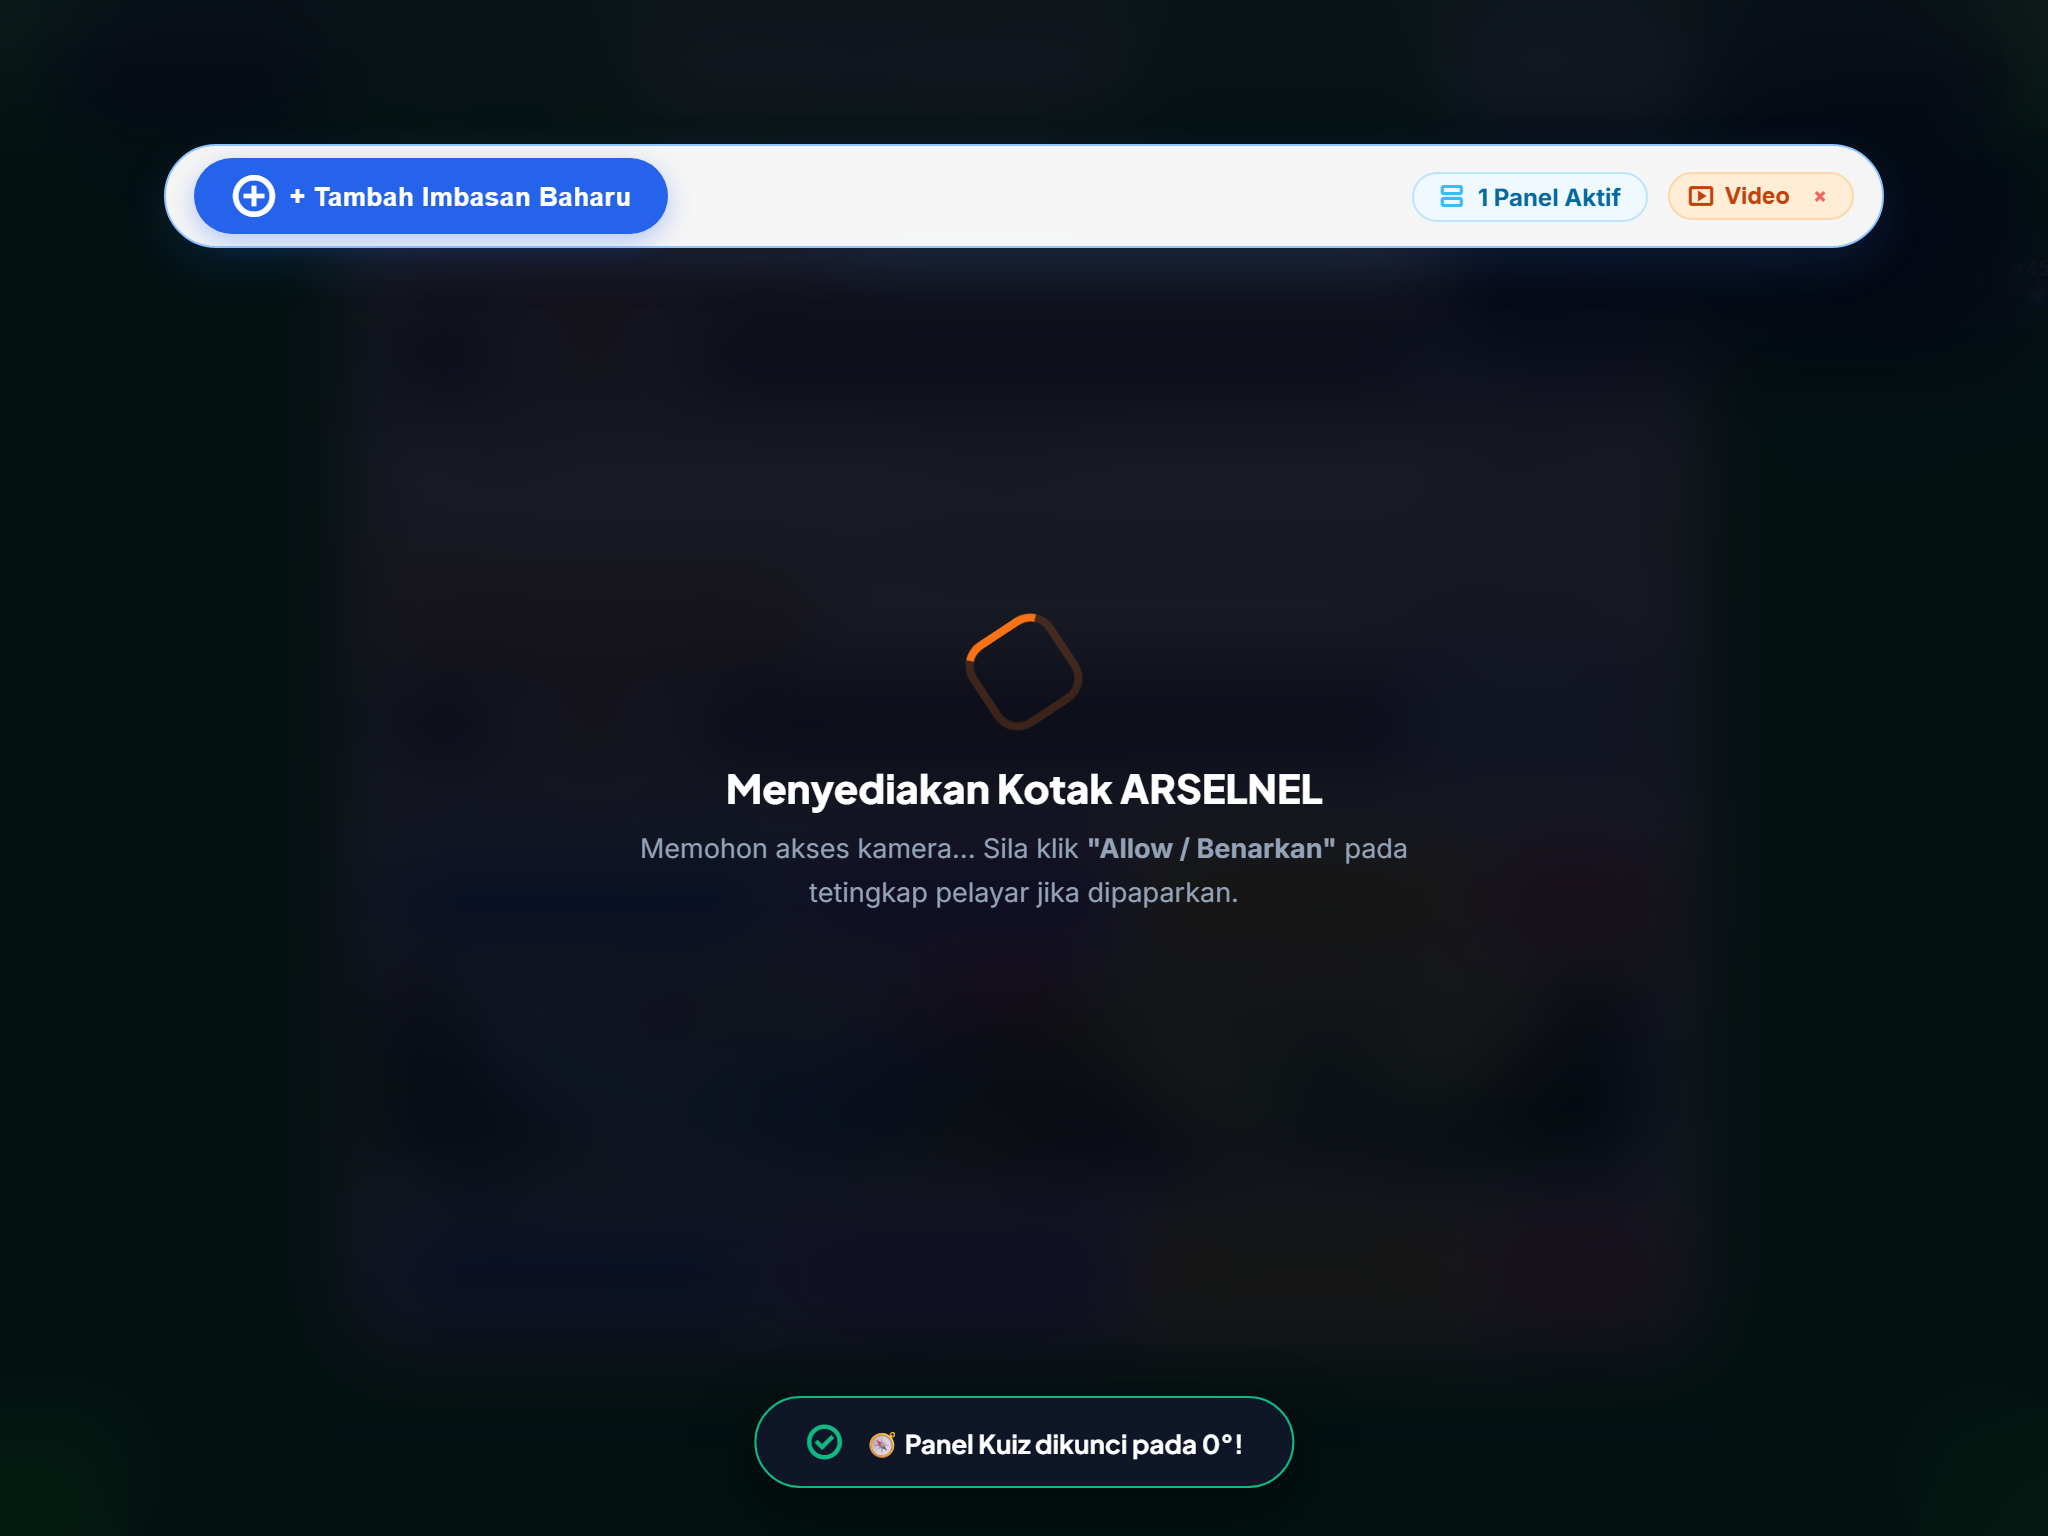 + Tambah Imbasan Baharu
1 Panel Aktif
Video ×
Menyediakan Kotak ARSELNEL
Memohon akses kamera... Sila klik "Allow / Benarkan" pada
tetingkap pelayar jika dipaparkan.
🧭 Panel Kuiz dikunci pada 0°!